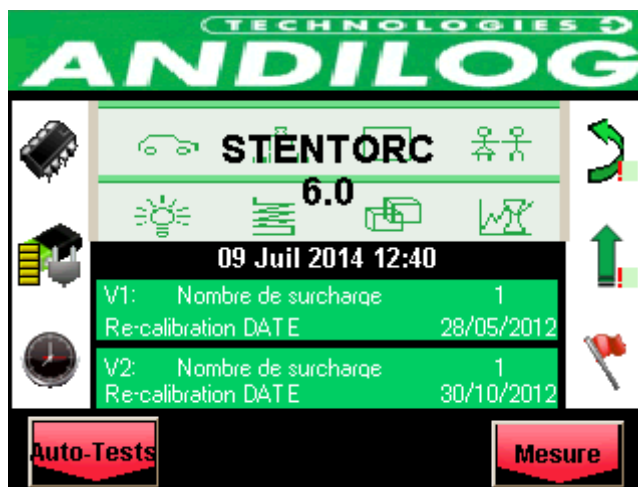 TECHNOLOGIES
ANDILOG
STENTORC
6.0
09 Juil 2014 12:40
V1: Nombre de surcharge 1
Re-calibration DATE 28/05/2012
V2: Nombre de surcharge 1
Re-calibration DATE 30/10/2012
Auto-Tests
Mesure